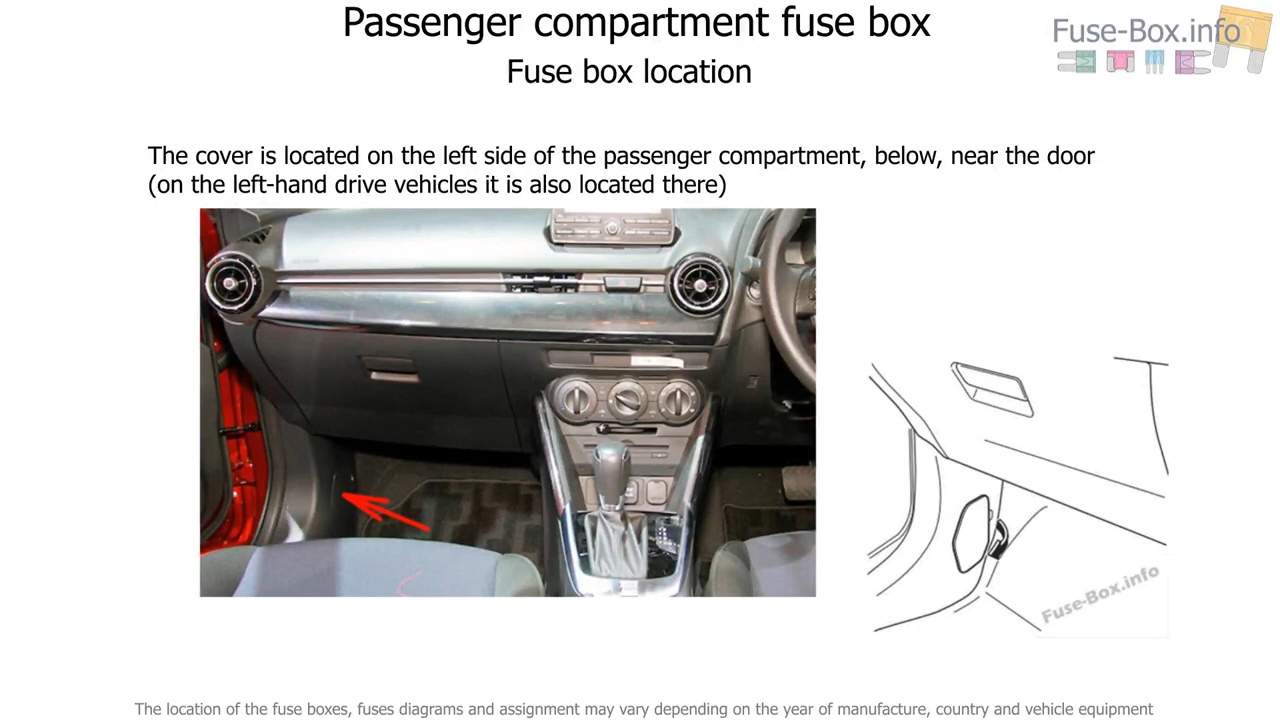 Passenger compartment fuse box
Fuse-Box.info
Fuse box location
The cover is located on the left side of the passenger compartment, below, near the door
(on the left-hand drive vehicles it is also located there)
Fuse-Box.info
The location of the fuse boxes, fuses diagrams and assignment may vary depending on the year of manufacture, country and vehicle equipment